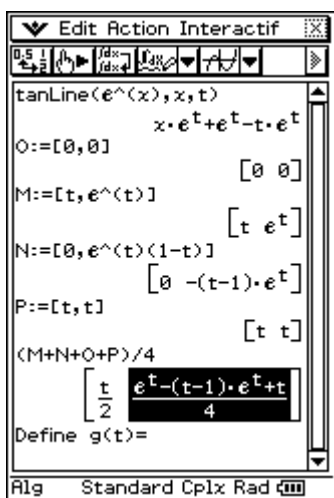 Edit Action Interactif
tanLine(e^(x),x,t)
x·e^t+e^t-t·e^t
O:=[0,0]
[0 0]
M:=[t,e^(t)]
[t e^t]
N:=[0,e^(t)(1-t)]
[0 -(t-1)·e^t]
P:=[t,t]
[t t]
(M+N+O+P)/4
[t/2 (e^t-(t-1)·e^t+t)/4]
Define g(t)=
Alg Standard Cplx Rad